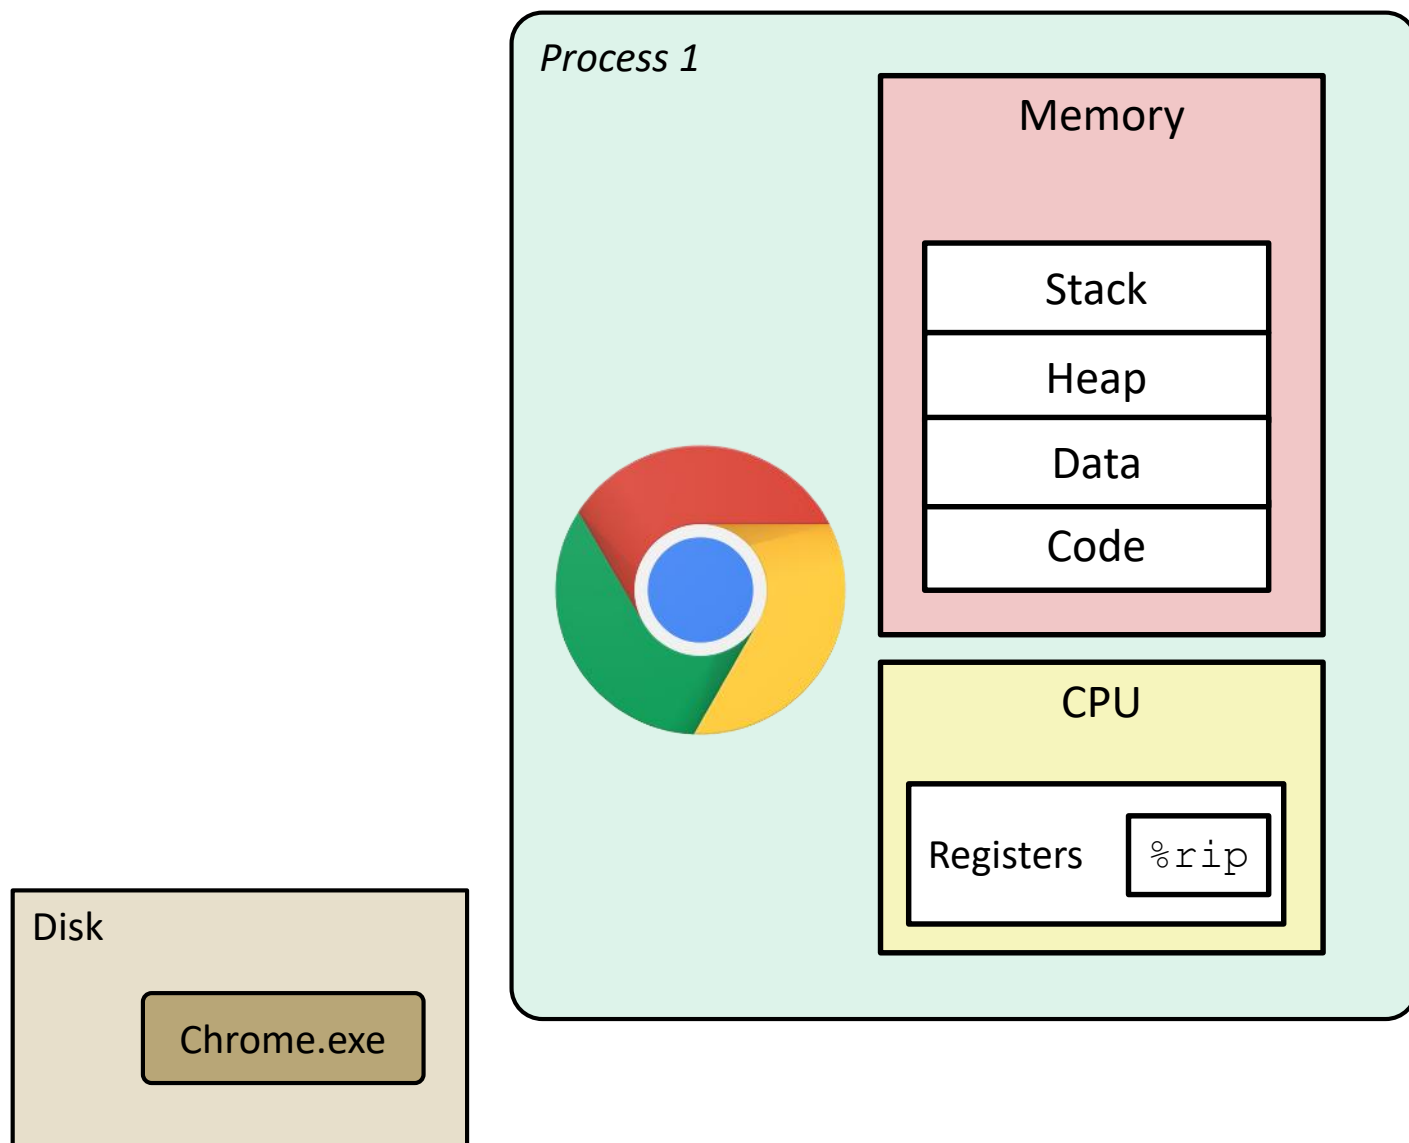 Process 1
Memory
Stack
Heap
Data
Code
CPU
Registers %rip
Disk
Chrome.exe